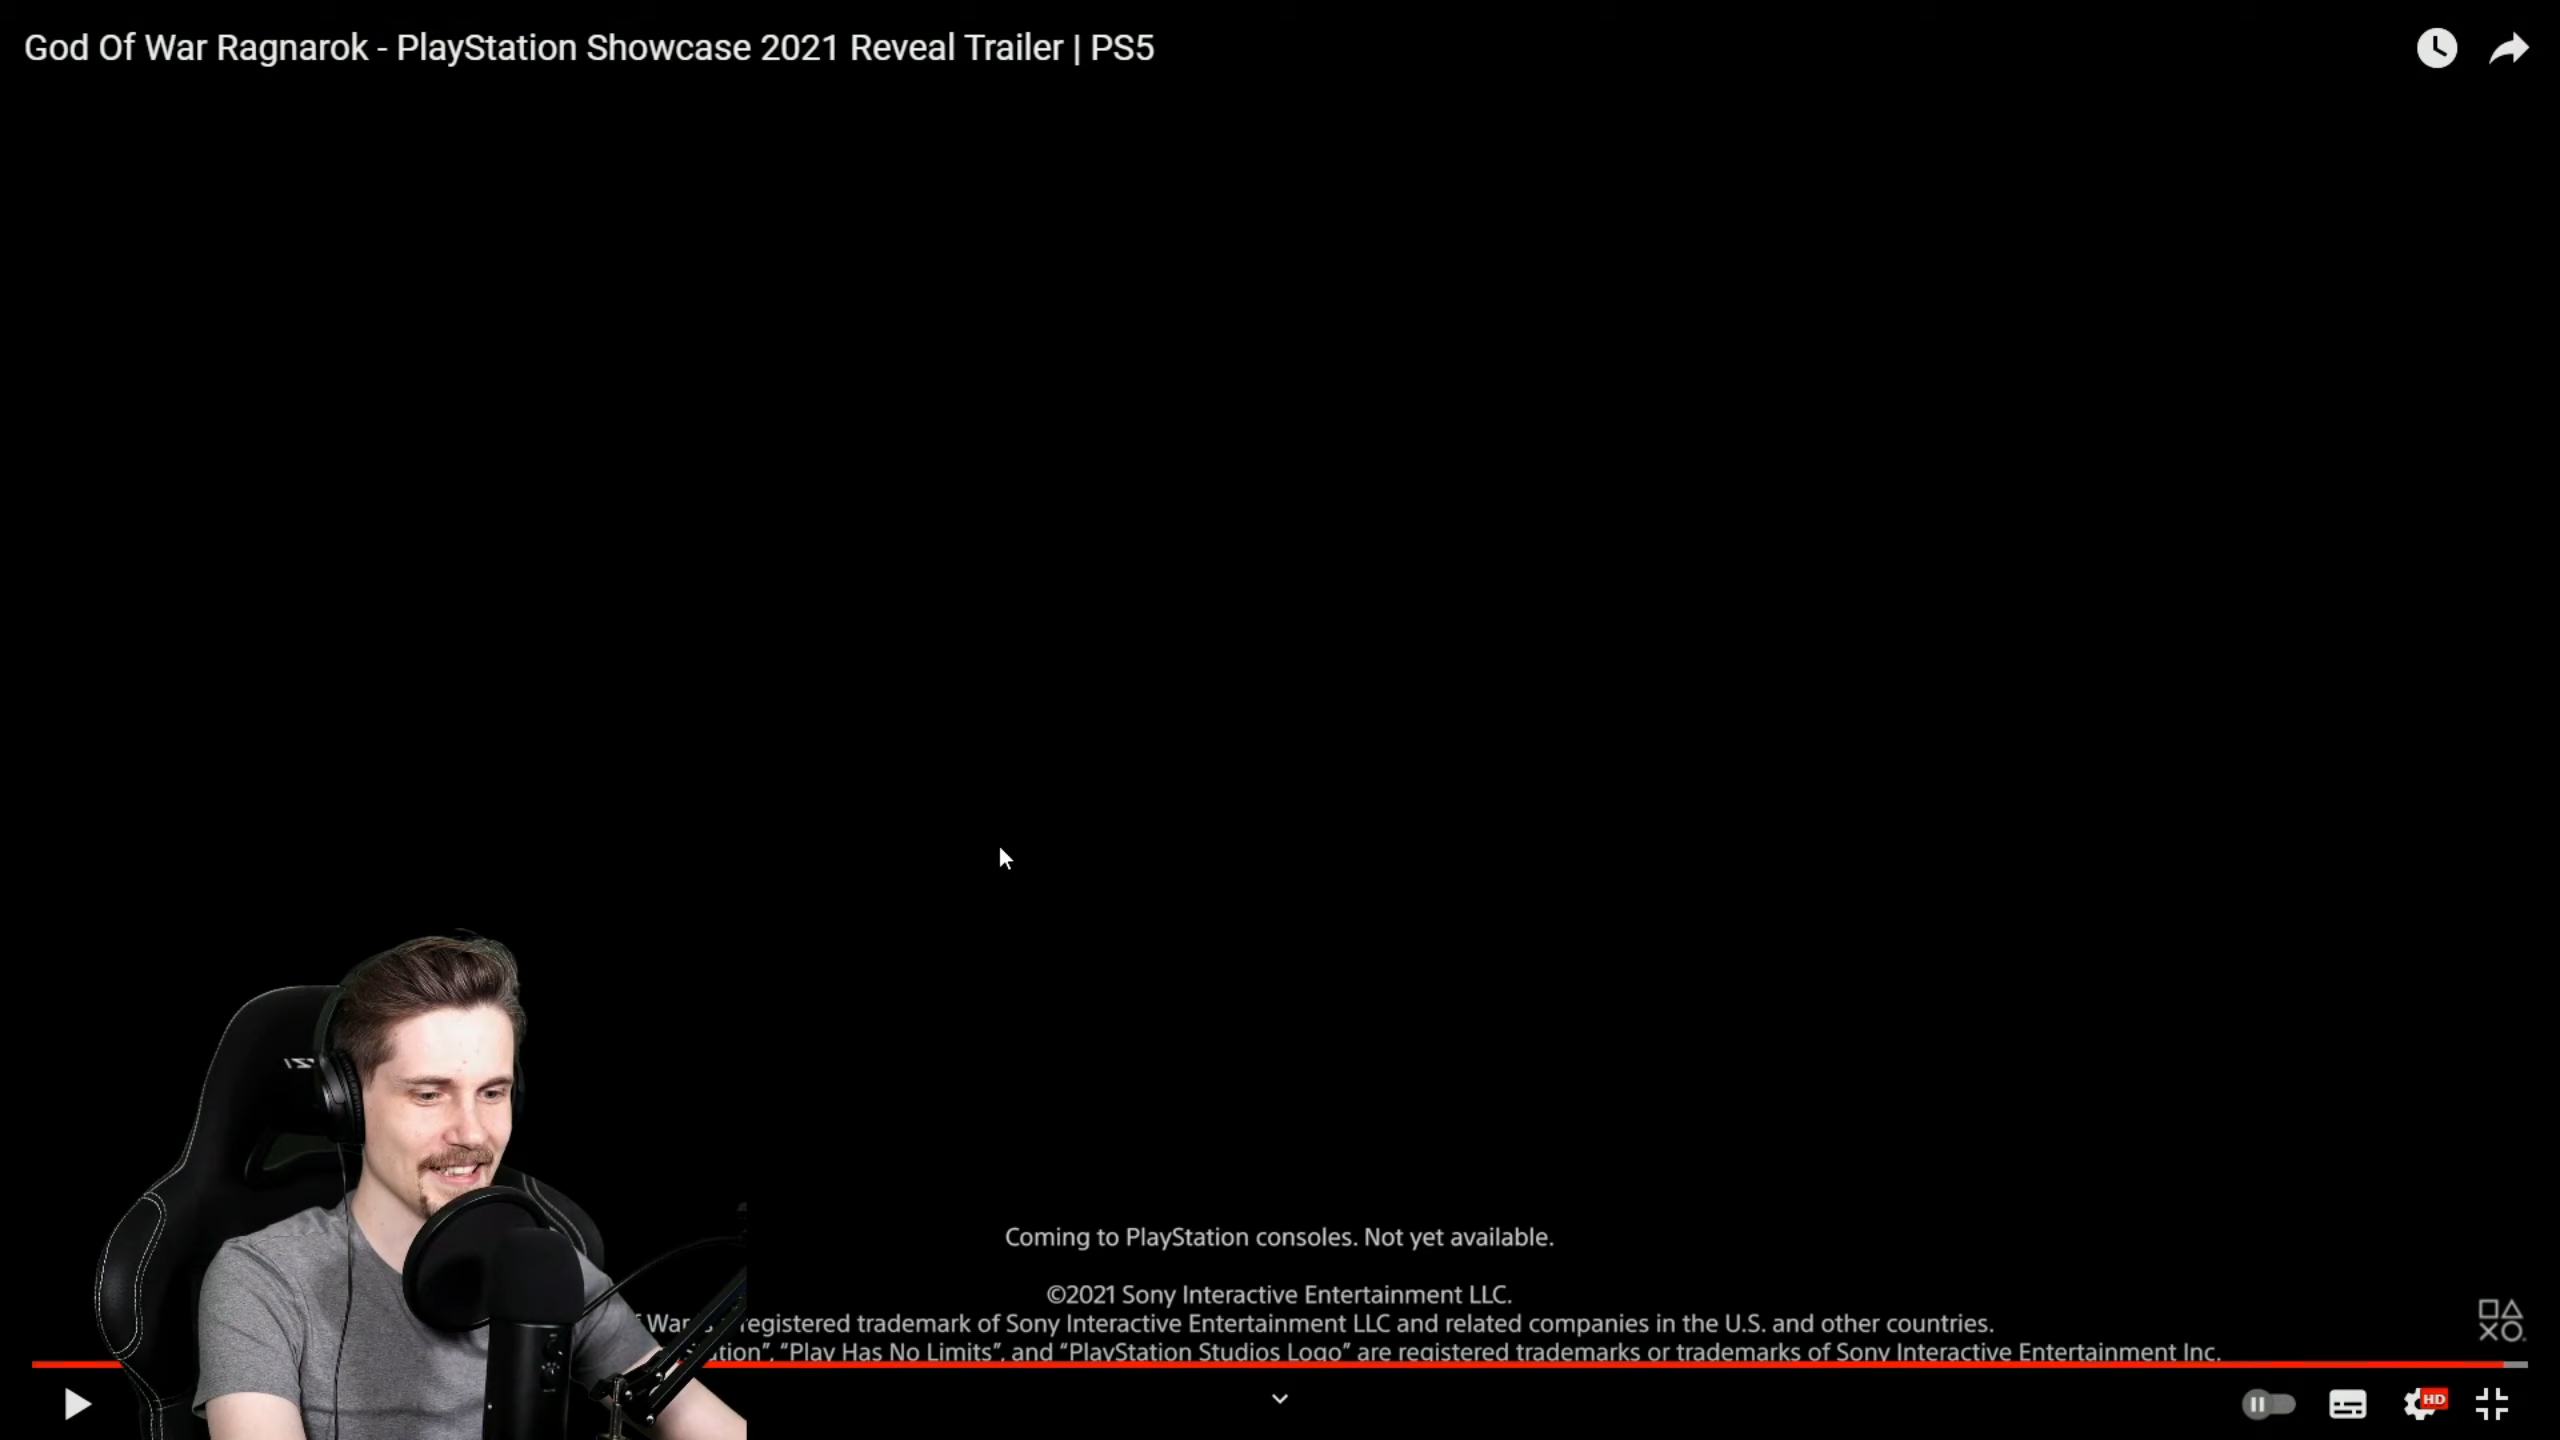 God Of War Ragnarok - PlayStation Showcase 2021 Reveal Trailer | PS5
Coming to PlayStation consoles. Not yet available.
©2021 Sony Interactive Entertainment LLC.
War registered trademark of Sony Interactive Entertainment LLC and related companies in the U.S. and other countries.
“Play Has No Limits”, and “PlayStation Studios Logo” are registered trademarks or trademarks of Sony Interactive Entertainment Inc.
HD